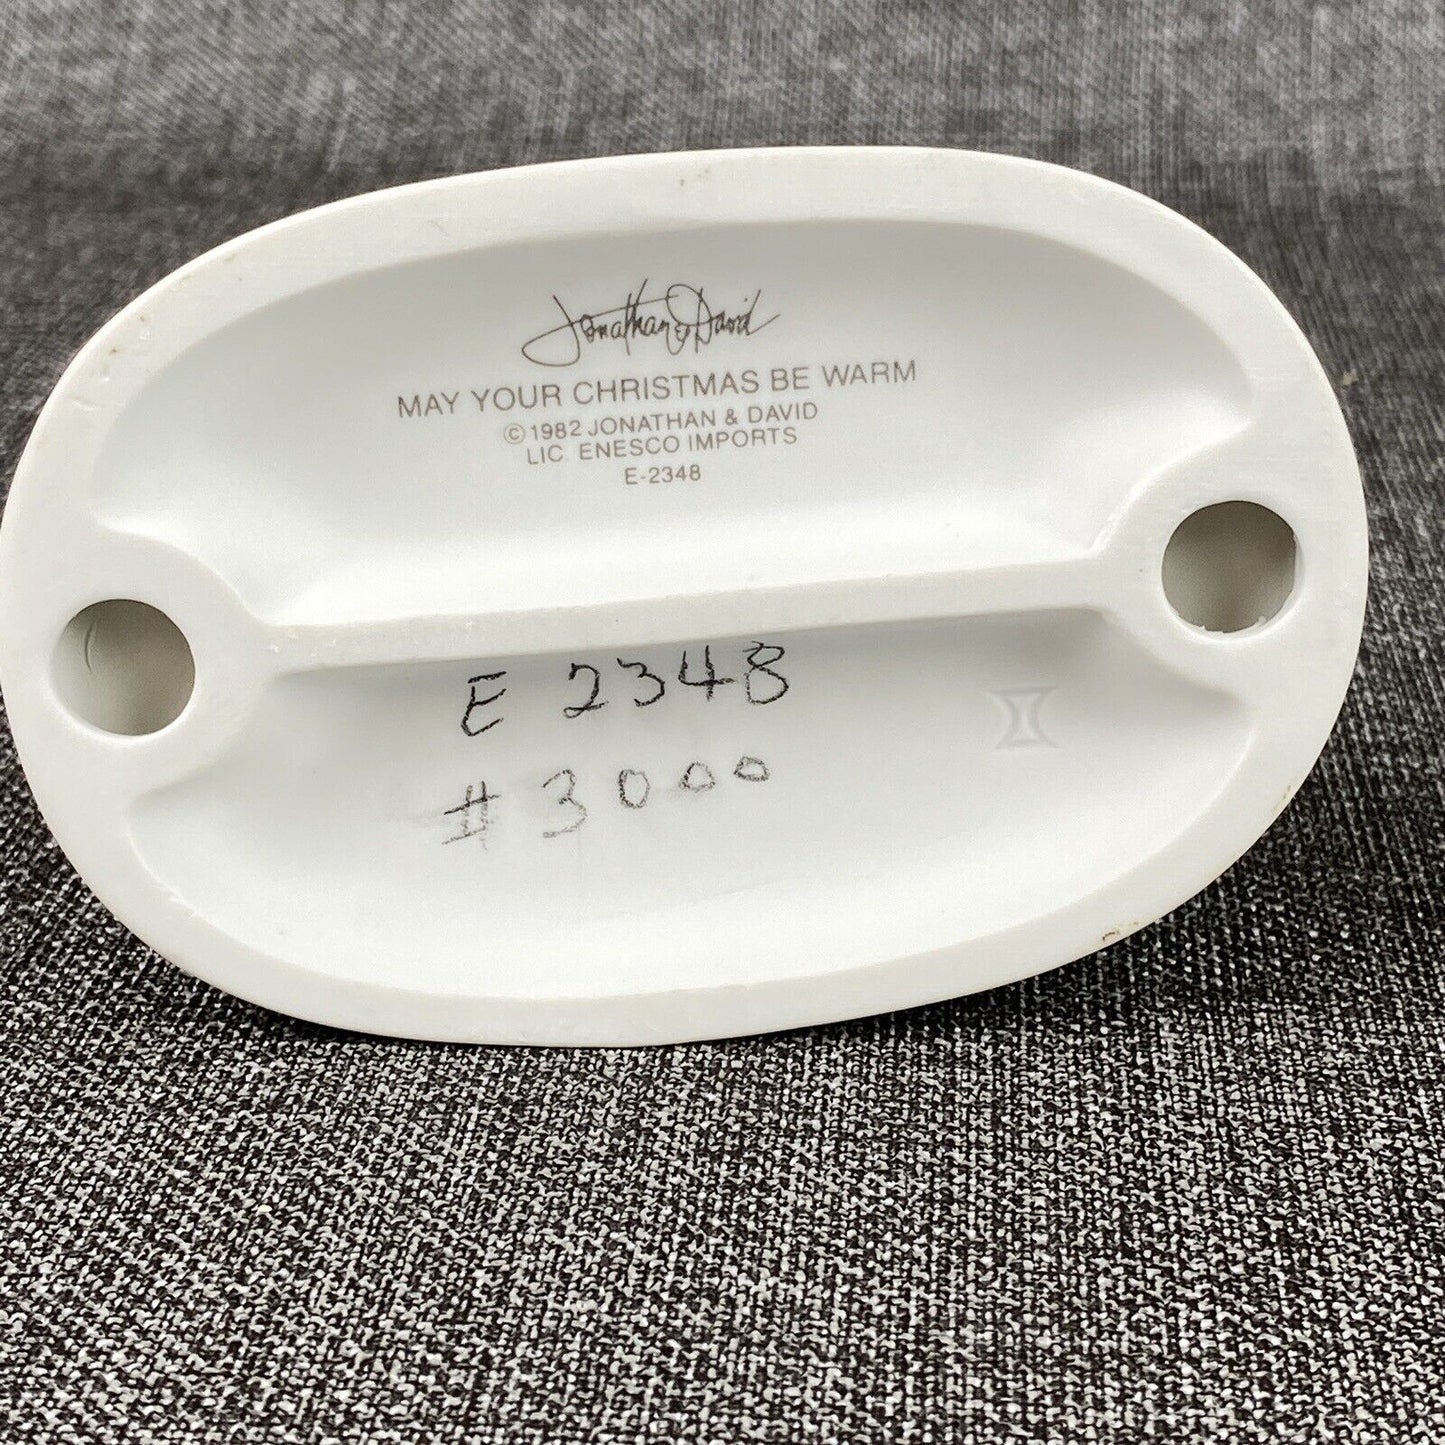 Jonathan & David
MAY YOUR CHRISTMAS BE WARM
© 1982 JONATHAN & DAVID
LIC. ENESCO IMPORTS
E-2348
E 2348
# 3000